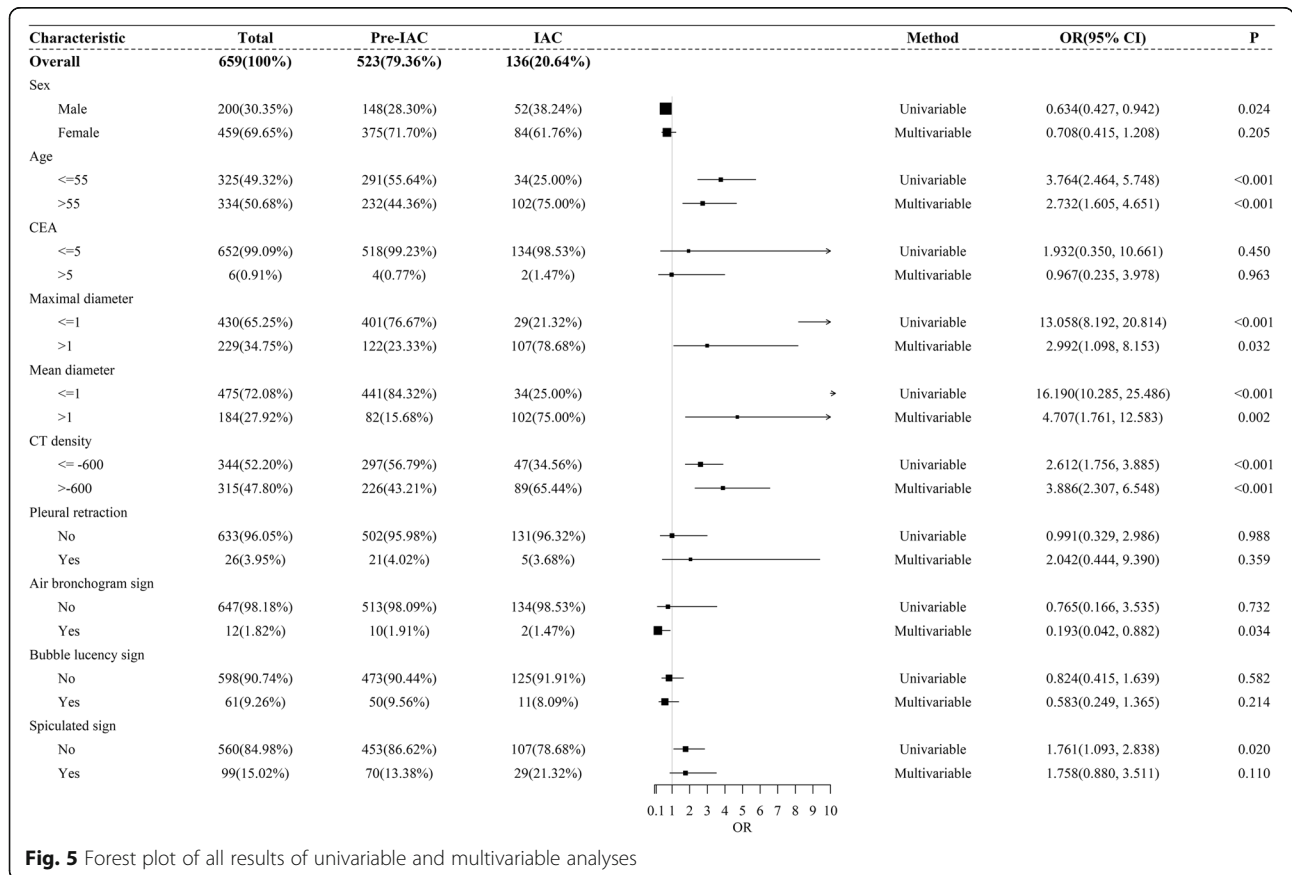 Characteristic Total Pre-IAC IAC Method OR(95% CI) P
Overall 659(100%) 523(79.36%) 136(20.64%)
Sex
Male 200(30.35%) 148(28.30%) 52(38.24%) Univariable 0.634(0.427, 0.942) 0.024
Female 459(69.65%) 375(71.70%) 84(61.76%) Multivariable 0.708(0.415, 1.208) 0.205
Age
<=55 325(49.32%) 291(55.64%) 34(25.00%) Univariable 3.764(2.464, 5.748) <0.001
>55 334(50.68%) 232(44.36%) 102(75.00%) Multivariable 2.732(1.605, 4.651) <0.001
CEA
<=5 652(99.09%) 518(99.23%) 134(98.53%) Univariable 1.932(0.350, 10.661) 0.450
>5 6(0.91%) 4(0.77%) 2(1.47%) Multivariable 0.967(0.235, 3.978) 0.963
Maximal diameter
<=1 430(65.25%) 401(76.67%) 29(21.32%) Univariable 13.058(8.192, 20.814) <0.001
>1 229(34.75%) 122(23.33%) 107(78.68%) Multivariable 2.992(1.098, 8.153) 0.032
Mean diameter
<=1 475(72.08%) 441(84.32%) 34(25.00%) Univariable 16.190(10.285, 25.486) <0.001
>1 184(27.92%) 82(15.68%) 102(75.00%) Multivariable 4.707(1.761, 12.583) 0.002
CT density
<= -600 344(52.20%) 297(56.79%) 47(34.56%) Univariable 2.612(1.756, 3.885) <0.001
>-600 315(47.80%) 226(43.21%) 89(65.44%) Multivariable 3.886(2.307, 6.548) <0.001
Pleural retraction
No 633(96.05%) 502(95.98%) 131(96.32%) Univariable 0.991(0.329, 2.986) 0.988
Yes 26(3.95%) 21(4.02%) 5(3.68%) Multivariable 2.042(0.444, 9.390) 0.359
Air bronchogram sign
No 647(98.18%) 513(98.09%) 134(98.53%) Univariable 0.765(0.166, 3.535) 0.732
Yes 12(1.82%) 10(1.91%) 2(1.47%) Multivariable 0.193(0.042, 0.882) 0.034
Bubble lucency sign
No 598(90.74%) 473(90.44%) 125(91.91%) Univariable 0.824(0.415, 1.639) 0.582
Yes 61(9.26%) 50(9.56%) 11(8.09%) Multivariable 0.583(0.249, 1.365) 0.214
Spiculated sign
No 560(84.98%) 453(86.62%) 107(78.68%) Univariable 1.761(1.093, 2.838) 0.020
Yes 99(15.02%) 70(13.38%) 29(21.32%) Multivariable 1.758(0.880, 3.511) 0.110
0.1 1 2 3 4 5 6 7 8 9 10
OR
Fig. 5 Forest plot of all results of univariable and multivariable analyses